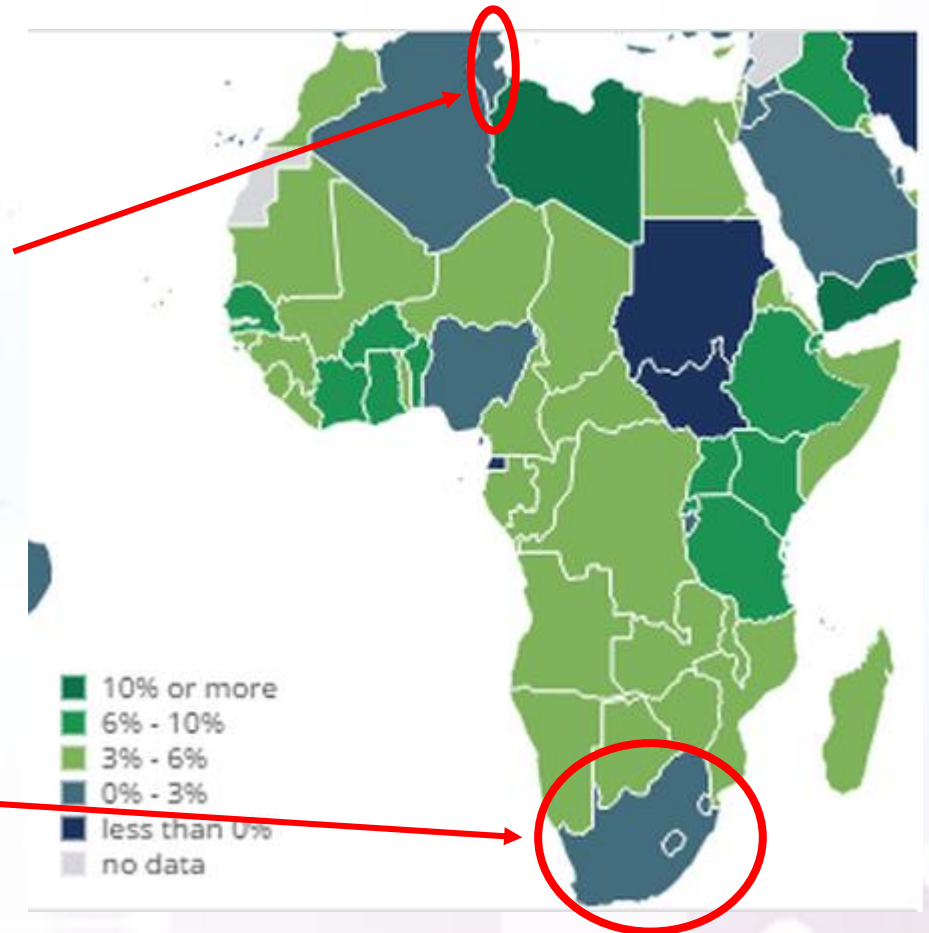 10% or more
6% - 10%
3% - 6%
0% - 3%
less than 0%
no data